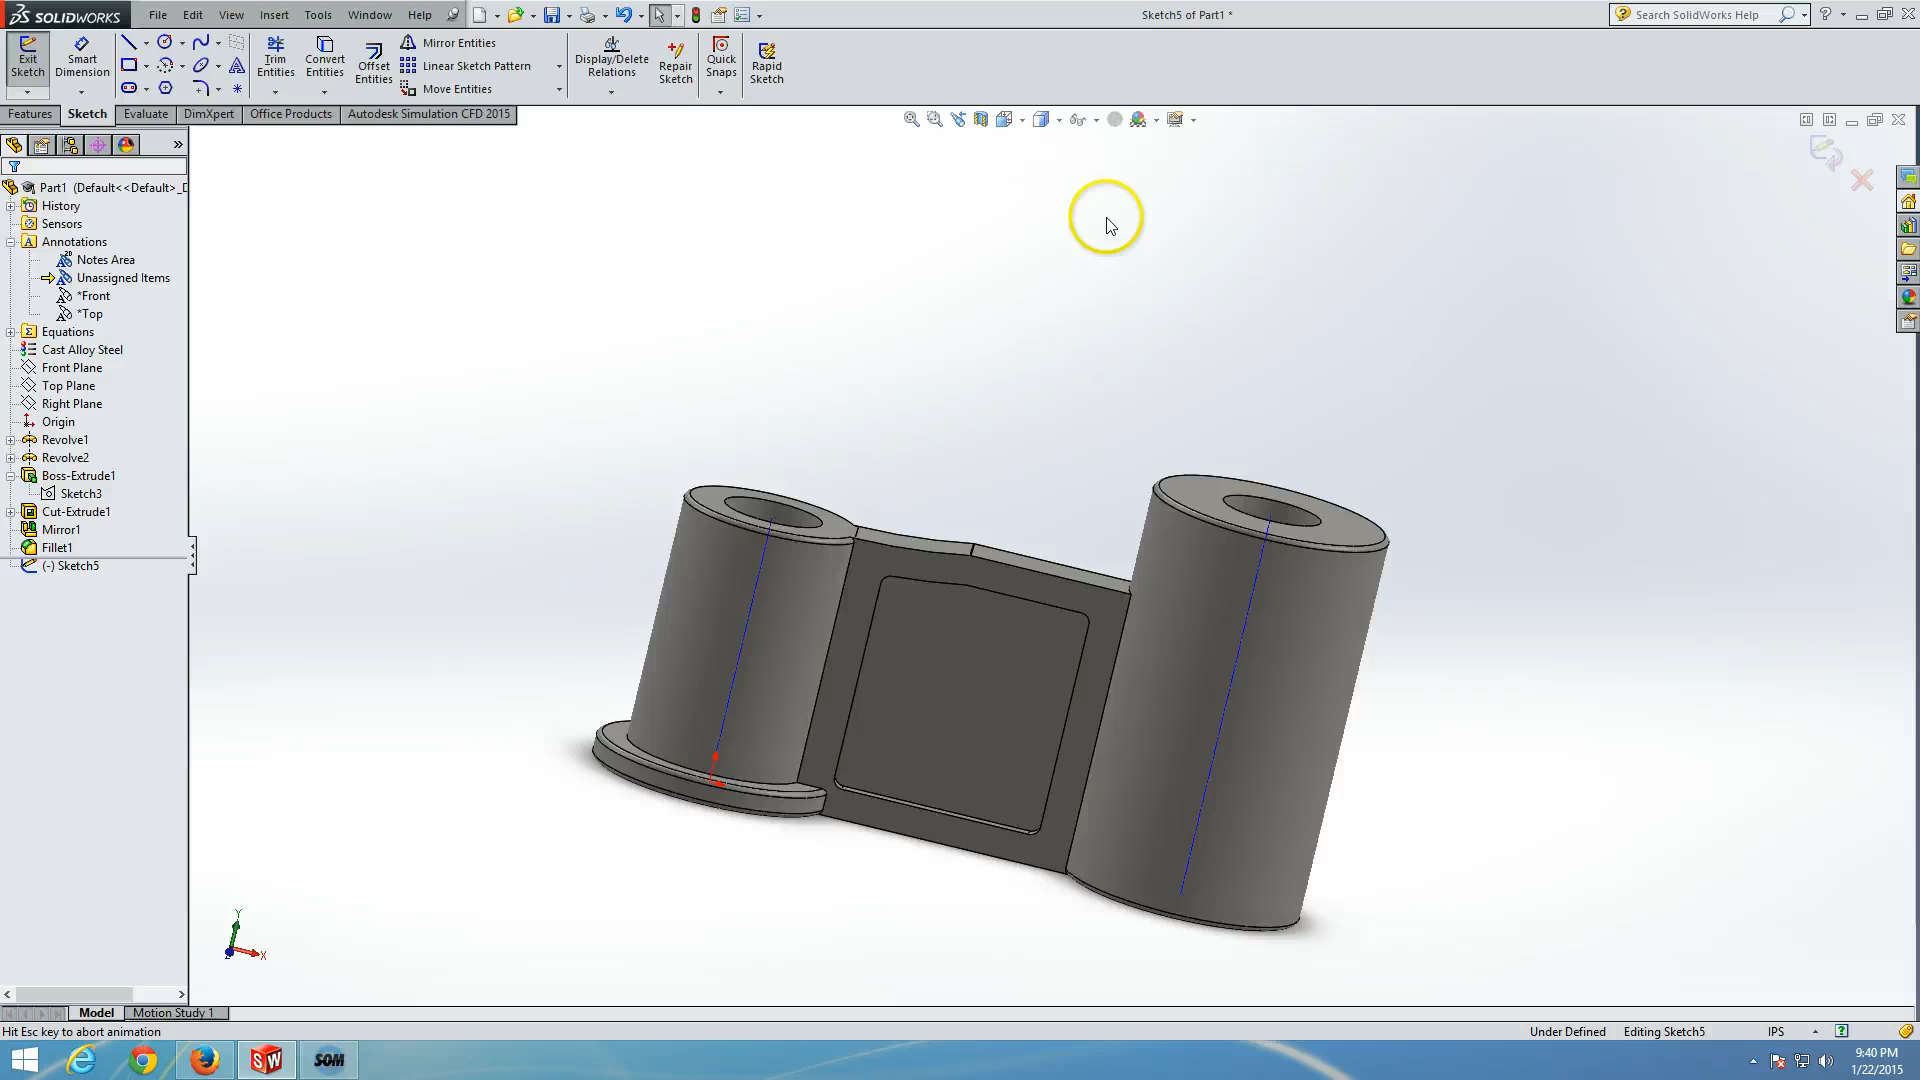 SOLIDWORKS File Edit View Insert Tools Window Help Sketch5 of Part1 * Search SolidWorks Help
Exit Sketch
Smart Dimension
Trim Entities
Convert Entities
Offset Entities
Mirror Entities
Linear Sketch Pattern
Move Entities
Display/Delete Relations
Repair Sketch
Quick Snaps
Rapid Sketch
Features Sketch Evaluate DimXpert Office Products Autodesk Simulation CFD 2015
Part1 (Default<<Default>_D
History
Sensors
Annotations
Notes Area
Unassigned Items
*Front
*Top
Equations
Cast Alloy Steel
Front Plane
Top Plane
Right Plane
Origin
Revolve1
Revolve2
Boss-Extrude1
Sketch3
Cut-Extrude1
Mirror1
Fillet1
(-) Sketch5
Y
X
Z
Model Motion Study 1
Hit Esc key to abort animation Under Defined Editing Sketch5 IPS
SW SOM 9:40 PM
1/22/2015